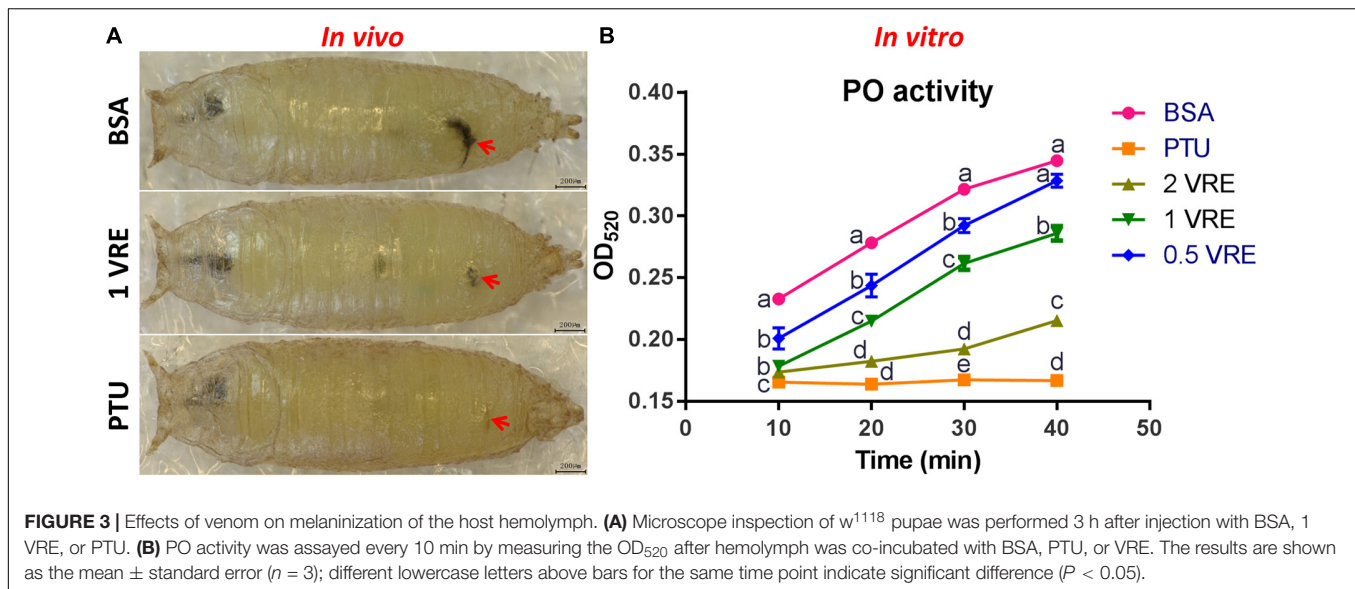 A
In vivo
BSA
200μm
1 VRE
200μm
PTU
200μm
B
In vitro
PO activity
OD520
0.40
0.35
0.30
0.25
0.20
0.15
0
10
20
30
40
50
Time (min)
a
a
a
a
a
b
b
b
b
c
c
b
d
d
c
c
d
e
d
BSA
PTU
2 VRE
1 VRE
0.5 VRE
FIGURE 3 | Effects of venom on melaninization of the host hemolymph. (A) Microscope inspection of w1118 pupae was performed 3 h after injection with BSA, 1
VRE, or PTU. (B) PO activity was assayed every 10 min by measuring the OD520 after hemolymph was co-incubated with BSA, PTU, or VRE. The results are shown
as the mean ± standard error (n = 3); different lowercase letters above bars for the same time point indicate significant difference (P < 0.05).